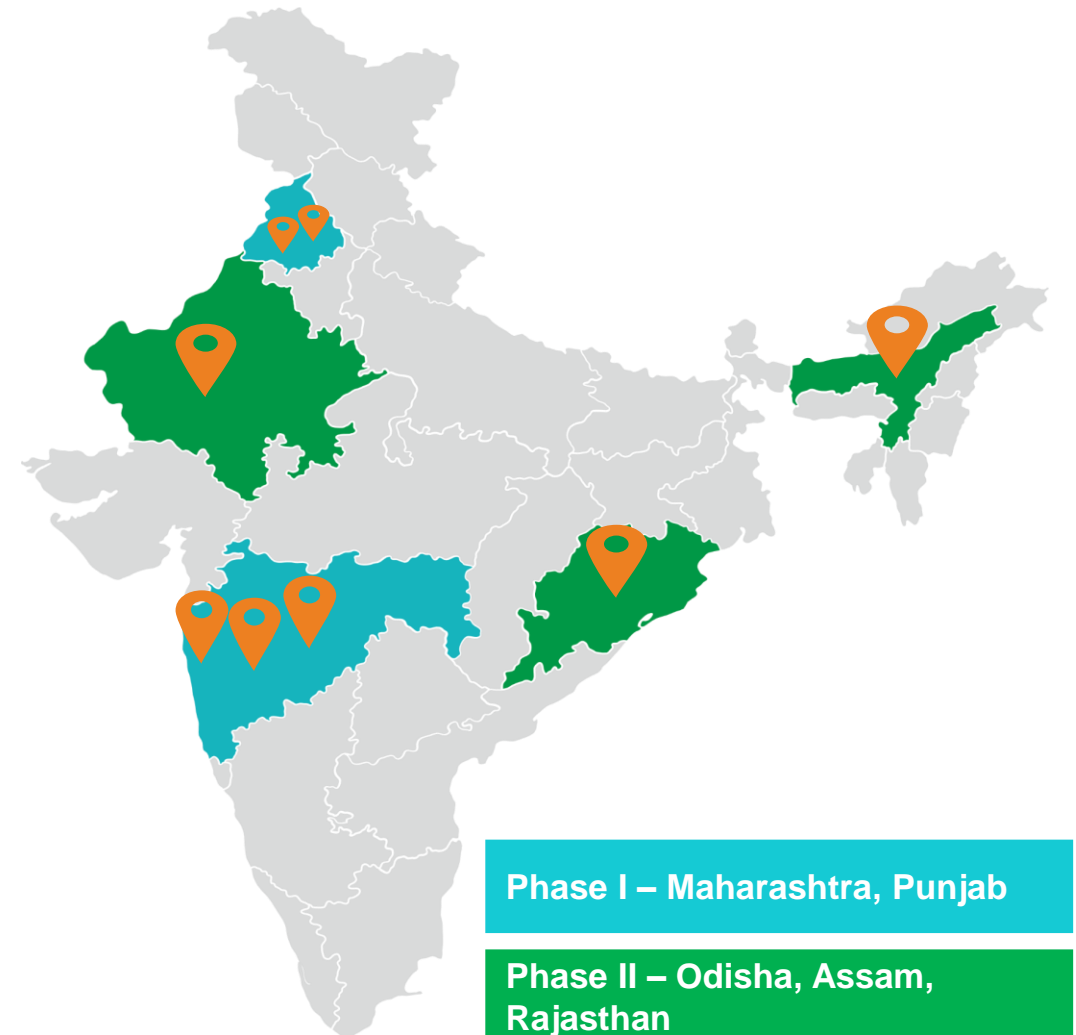 Phase I – Maharashtra, Punjab
Phase II – Odisha, Assam,
Rajasthan